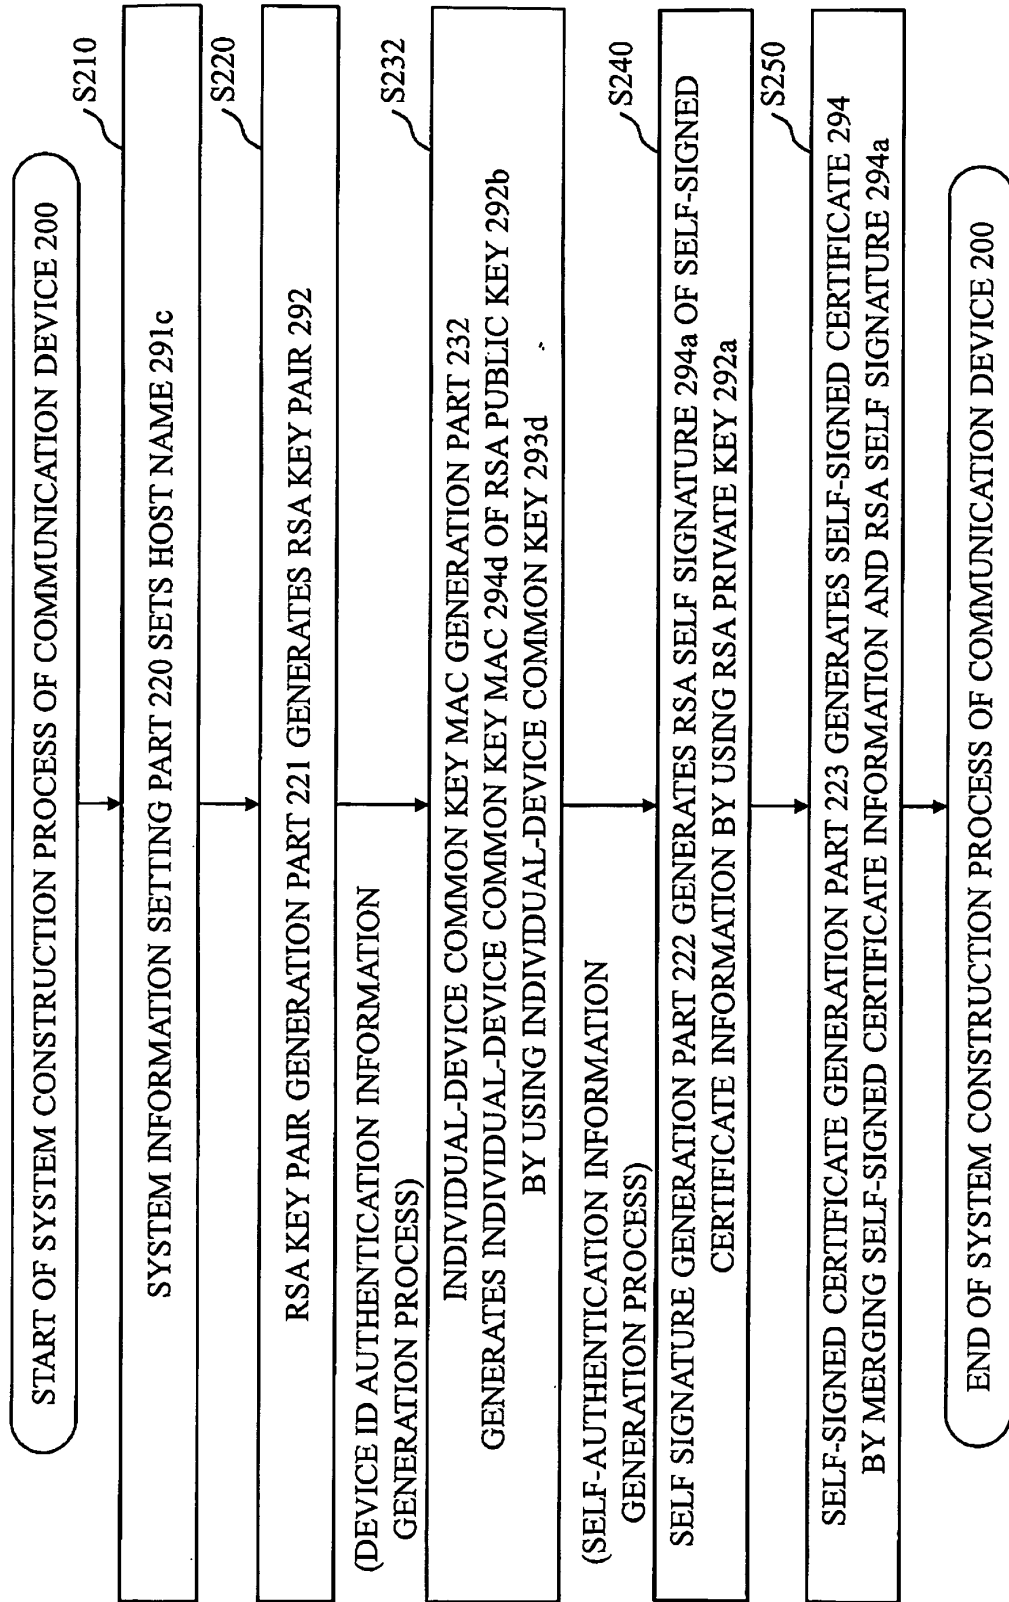 START OF SYSTEM CONSTRUCTION PROCESS OF COMMUNICATION DEVICE 200
S210
SYSTEM INFORMATION SETTING PART 220 SETS HOST NAME 291c
S220
RSA KEY PAIR GENERATION PART 221 GENERATES RSA KEY PAIR 292
(DEVICE ID AUTHENTICATION INFORMATION
GENERATION PROCESS)
S232
INDIVIDUAL-DEVICE COMMON KEY MAC GENERATION PART 232
GENERATES INDIVIDUAL-DEVICE COMMON KEY MAC 294d OF RSA PUBLIC KEY 292b
BY USING INDIVIDUAL-DEVICE COMMON KEY 293d
(SELF-AUTHENTICATION INFORMATION
GENERATION PROCESS)
S240
SELF SIGNATURE GENERATION PART 222 GENERATES RSA SELF SIGNATURE 294a OF SELF-SIGNED
CERTIFICATE INFORMATION BY USING RSA PRIVATE KEY 292a
S250
SELF-SIGNED CERTIFICATE GENERATION PART 223 GENERATES SELF-SIGNED CERTIFICATE 294
BY MERGING SELF-SIGNED CERTIFICATE INFORMATION AND RSA SELF SIGNATURE 294a
END OF SYSTEM CONSTRUCTION PROCESS OF COMMUNICATION DEVICE 200